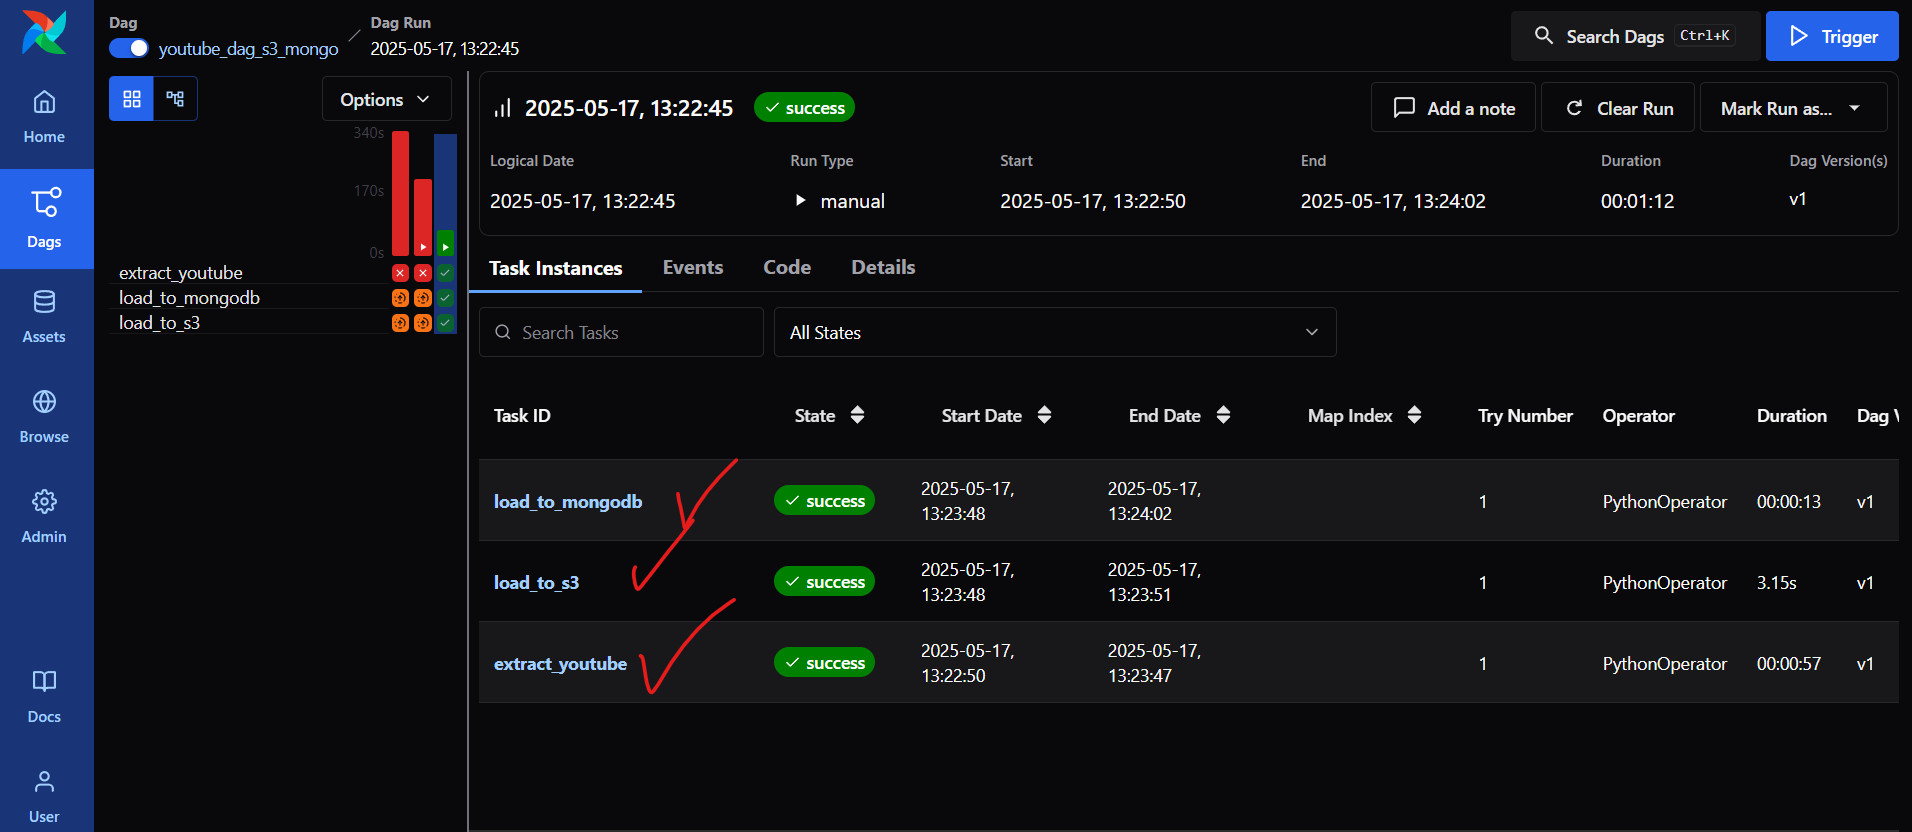 Dag
youtube_dag_s3_mongo
Dag Run
2025-05-17, 13:22:45
Search Dags Ctrl+K
Trigger
Home
Dags
Assets
Browse
Admin
Docs
User
Options
340s
170s
0s
extract_youtube
load_to_mongodb
load_to_s3
2025-05-17, 13:22:45 success
Add a note
Clear Run
Mark Run as...
Logical Date Run Type Start End Duration Dag Version(s)
2025-05-17, 13:22:45 manual 2025-05-17, 13:22:50 2025-05-17, 13:24:02 00:01:12 v1
Task Instances Events Code Details
Search Tasks
All States
Task ID State Start Date End Date Map Index Try Number Operator Duration Dag V
load_to_mongodb success 2025-05-17, 13:23:48 2025-05-17, 13:24:02 1 PythonOperator 00:00:13 v1
load_to_s3 success 2025-05-17, 13:23:48 2025-05-17, 13:23:51 1 PythonOperator 3.15s v1
extract_youtube success 2025-05-17, 13:22:50 2025-05-17, 13:23:47 1 PythonOperator 00:00:57 v1